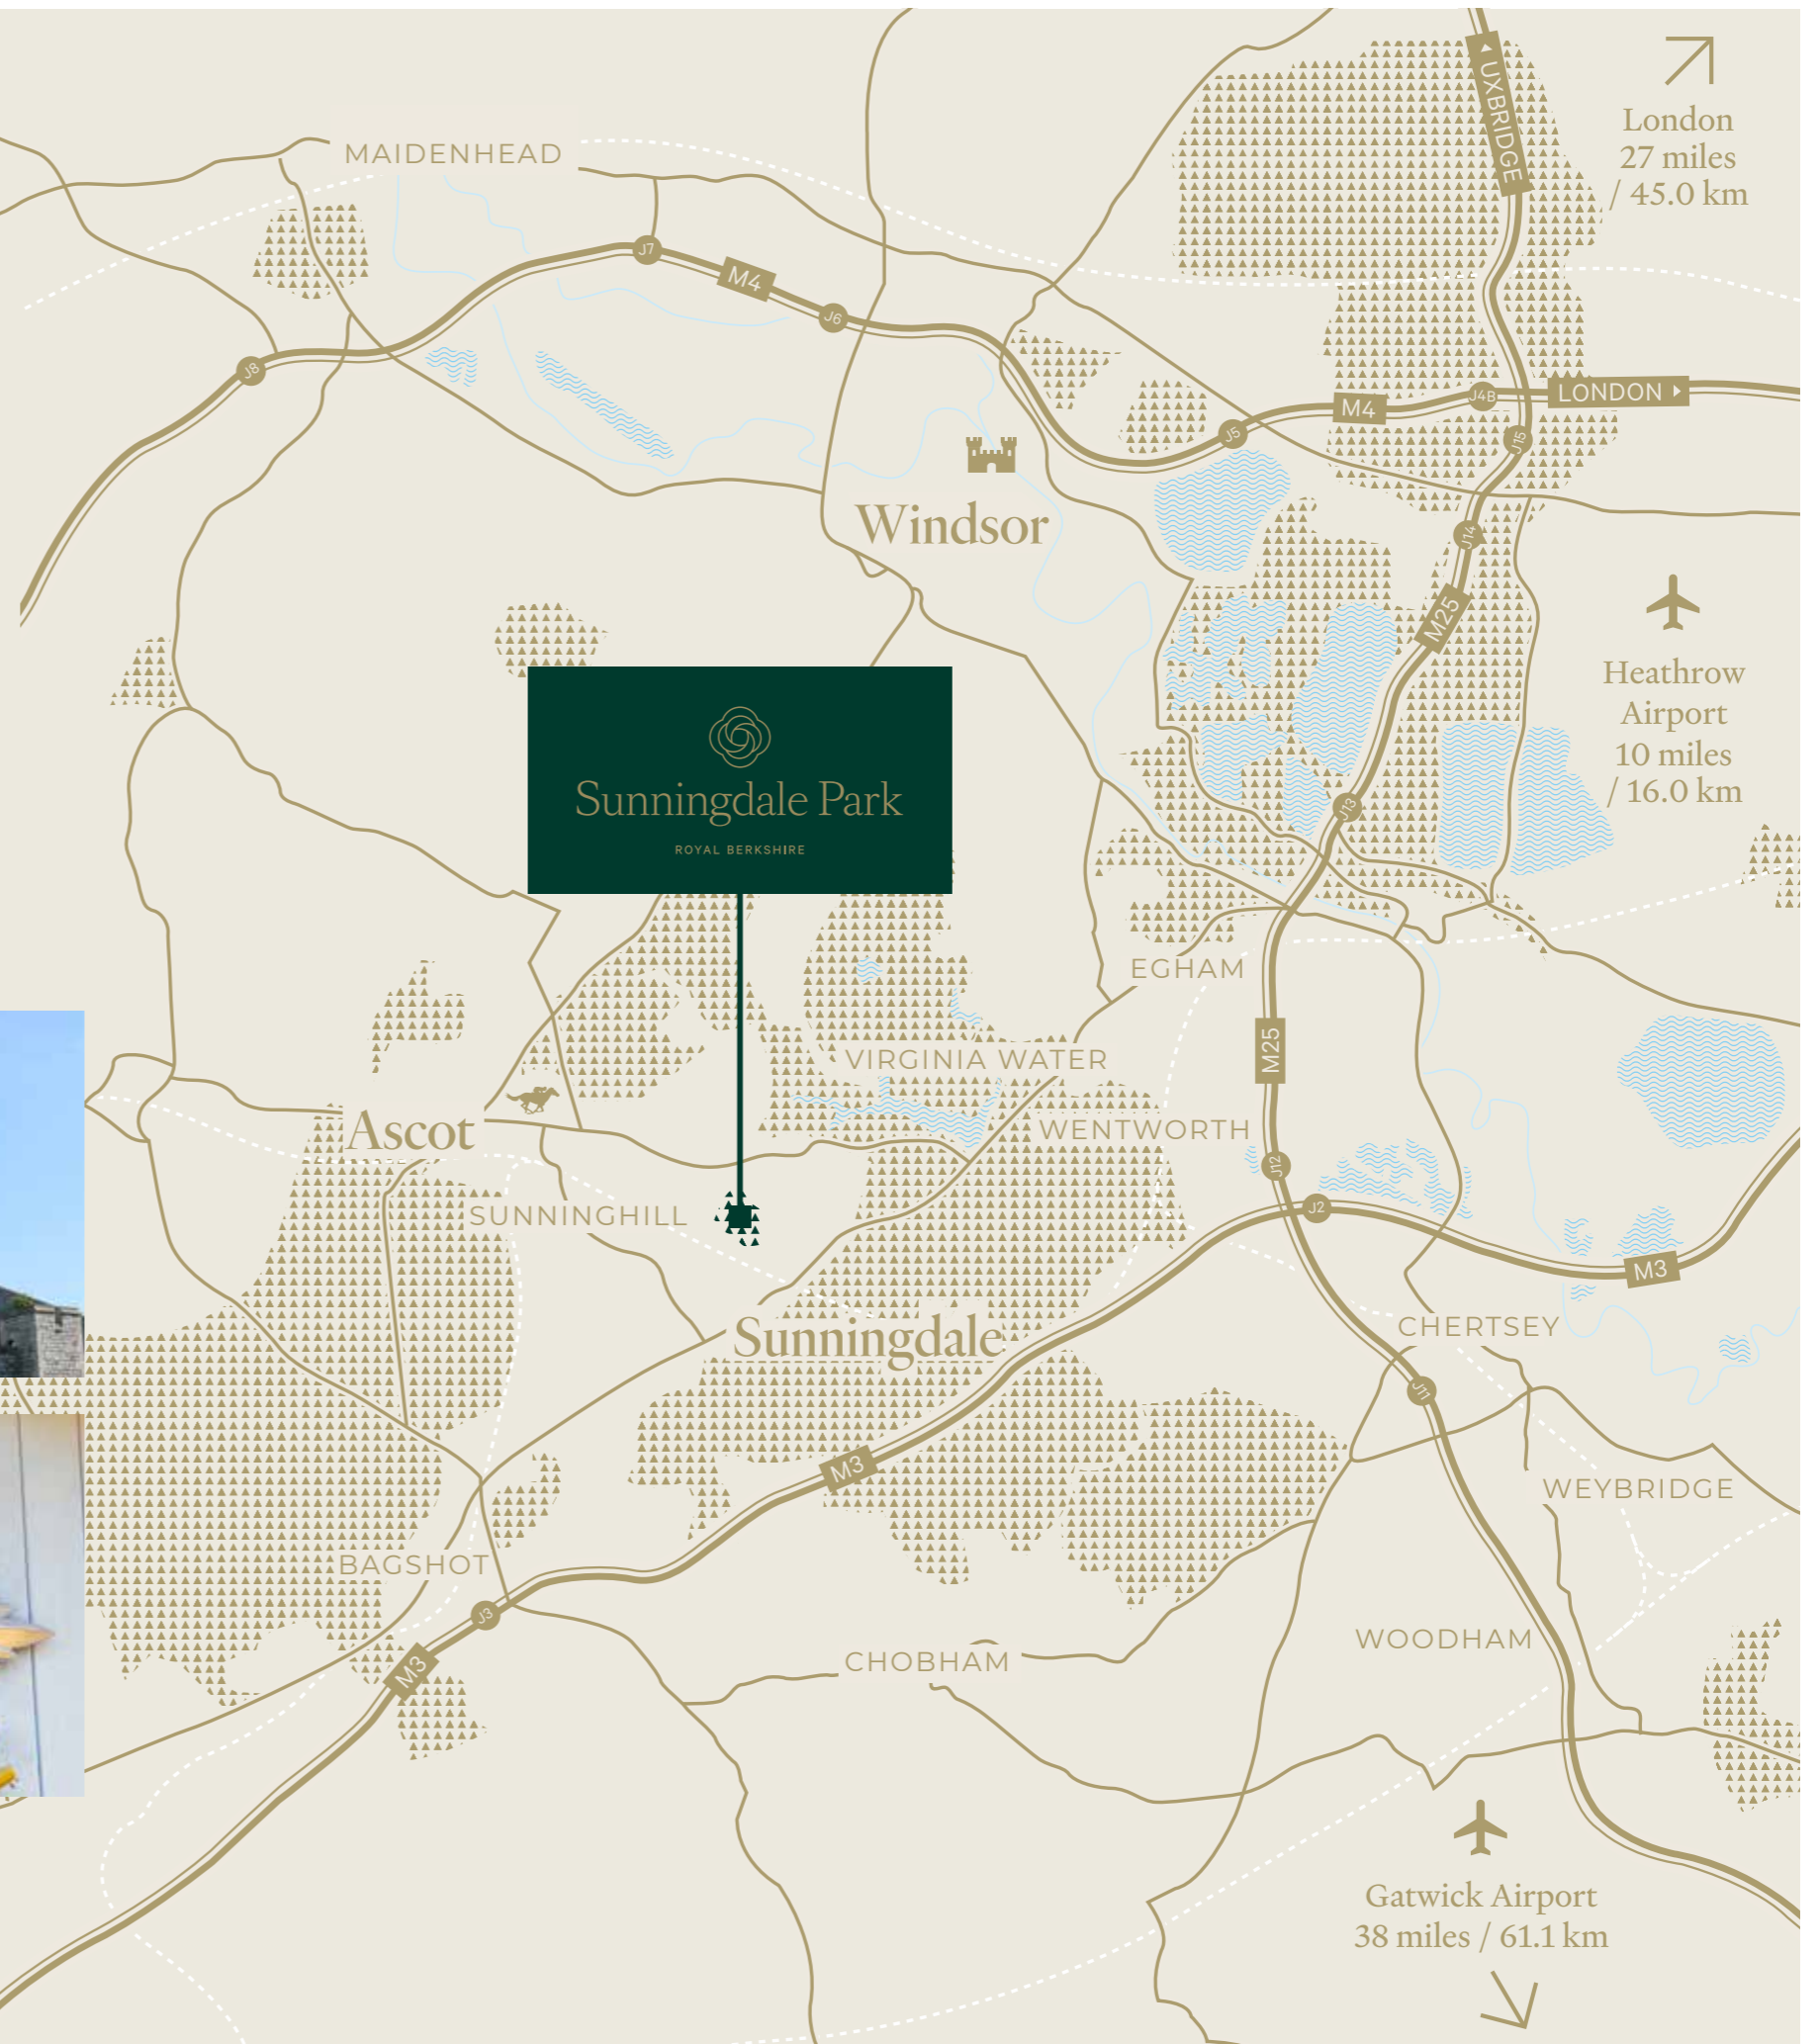 ▲ UXBRIDGE
London
27 miles
/ 45.0 km
MAIDENHEAD
J7
M4
J6
J8
J4B
LONDON ▶
M4
J5
J15
Windsor
J14
M25
Heathrow
Airport
10 miles
/ 16.0 km
Sunningdale Park
ROYAL BERKSHIRE
J13
EGHAM
M25
VIRGINIA WATER
Ascot
WENTWORTH
J12
SUNNINGHILL
J2
M3
CHERTSEY
Sunningdale
J11
M3
WEYBRIDGE
BAGSHOT
J3
WOODHAM
CHOBHAM
M3
Gatwick Airport
38 miles / 61.1 km